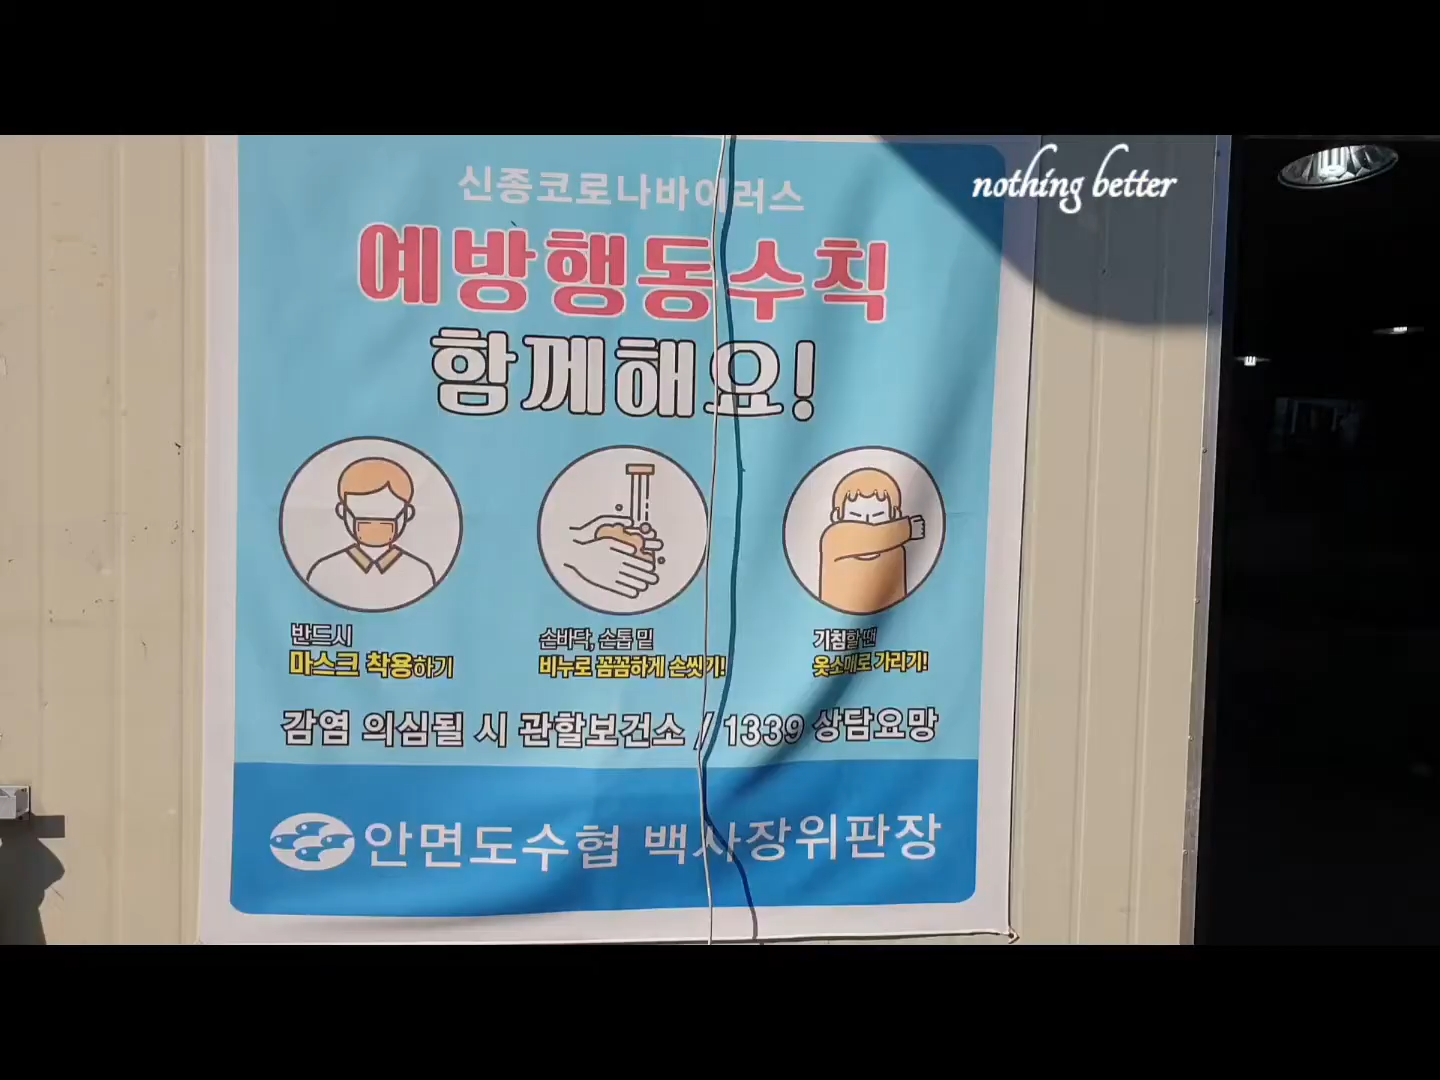 nothing better
신종코로나바이러스
예방행동수칙
함께해요!
반드시
마스크 착용하기
손바닥, 손톱 밑
비누로 꼼꼼하게 손씻기!
기침할 땐
옷소매로 가리기!
감염 의심될 시 관할보건소 / 1339 상담요망
안면도수협 백사장위판장